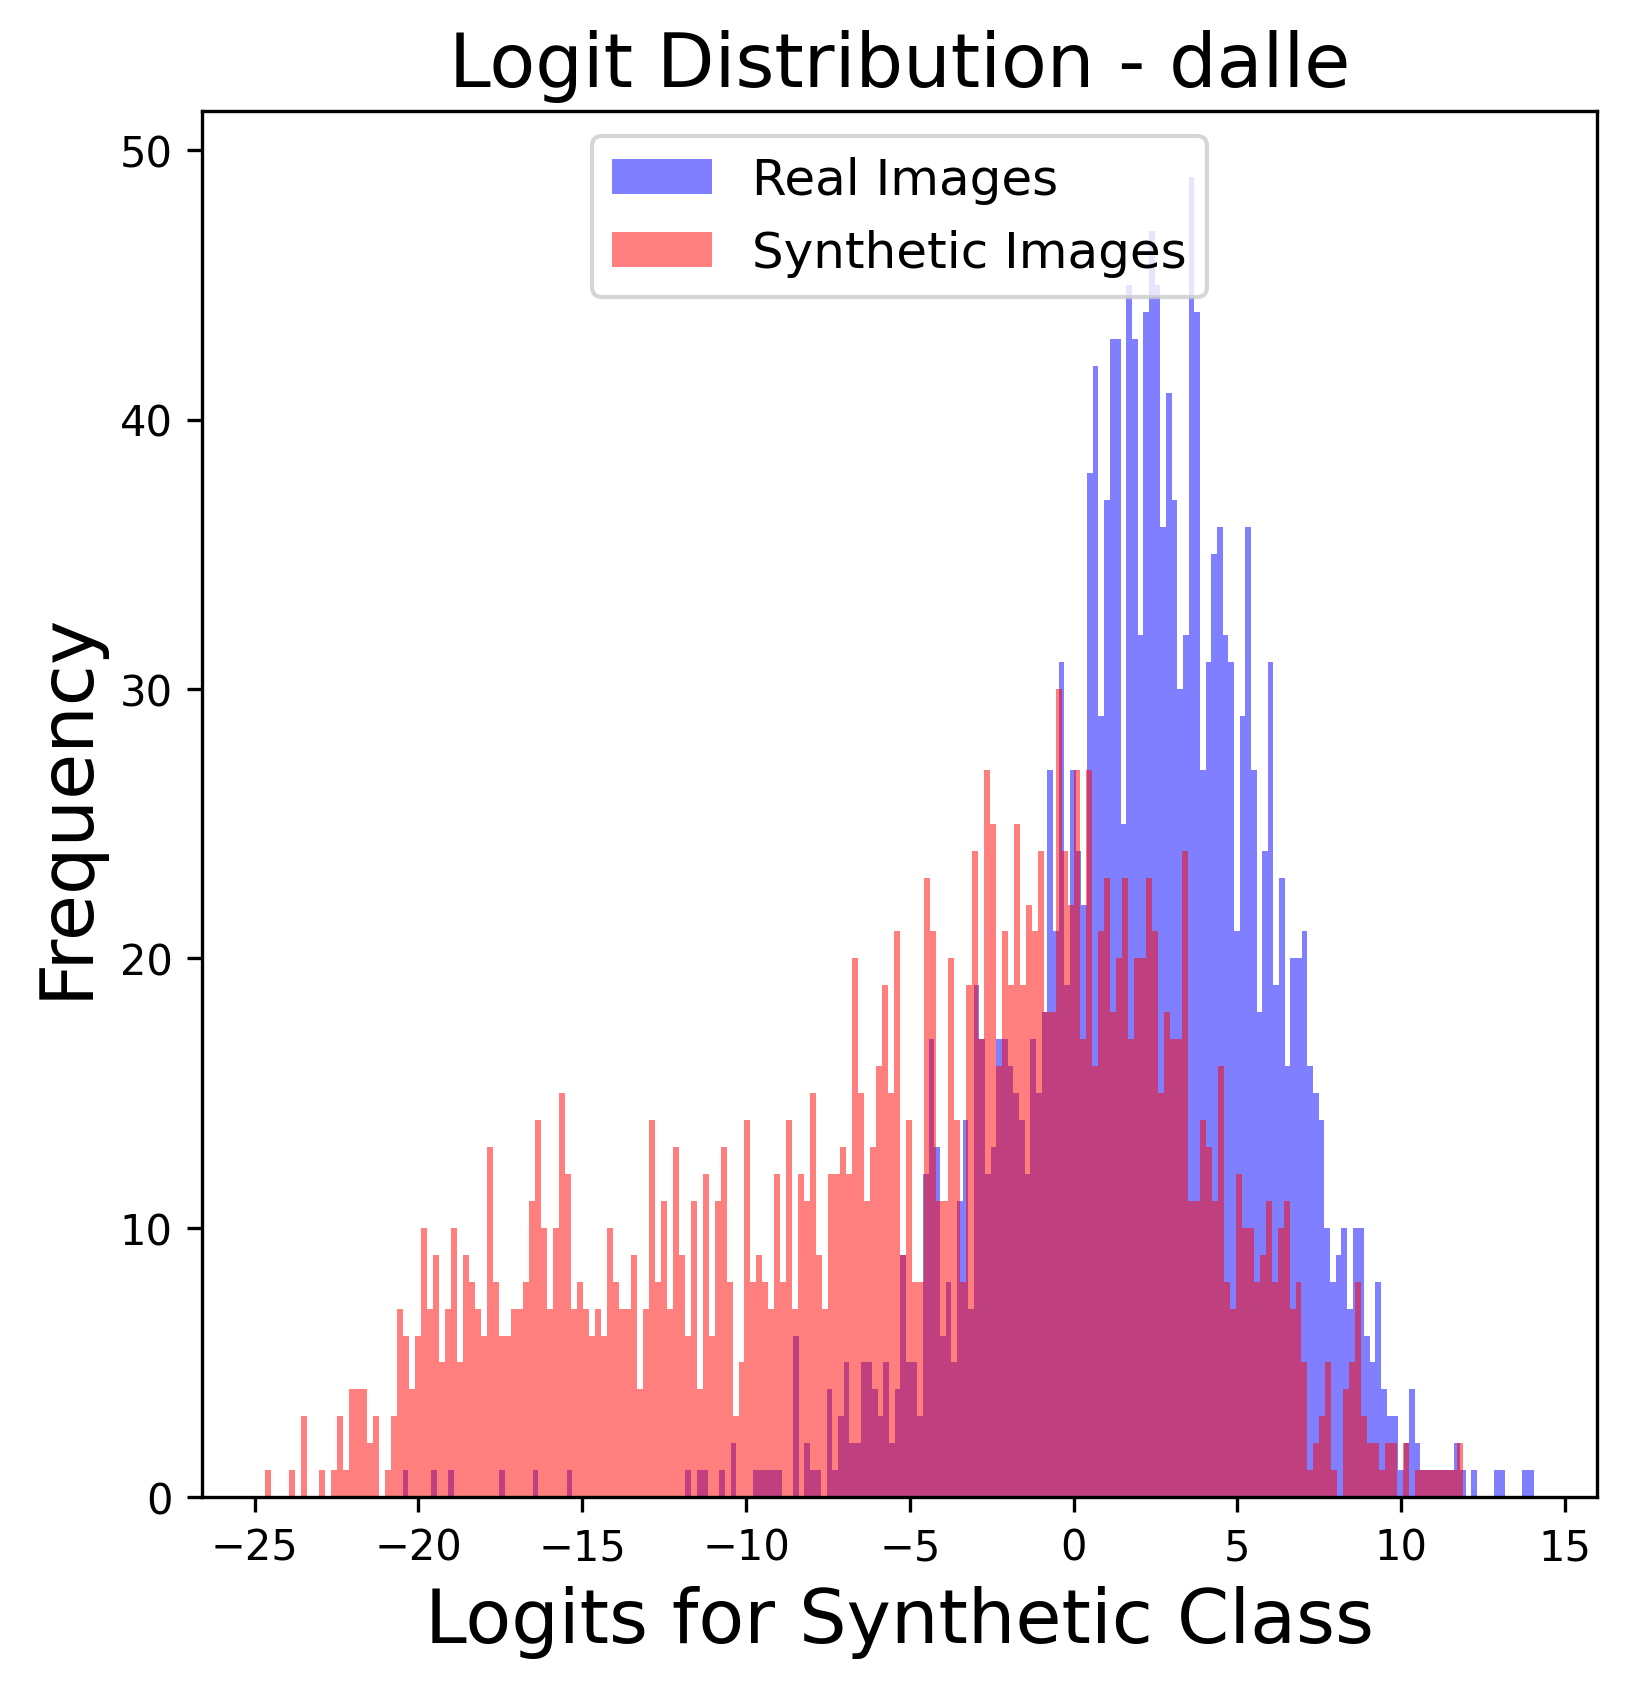 Logit Distribution - dalle
Real Images
Synthetic Images
Frequency
50
40
30
20
10
0
−25 −20 −15 −10 −5 0 5 10 15
Logits for Synthetic Class